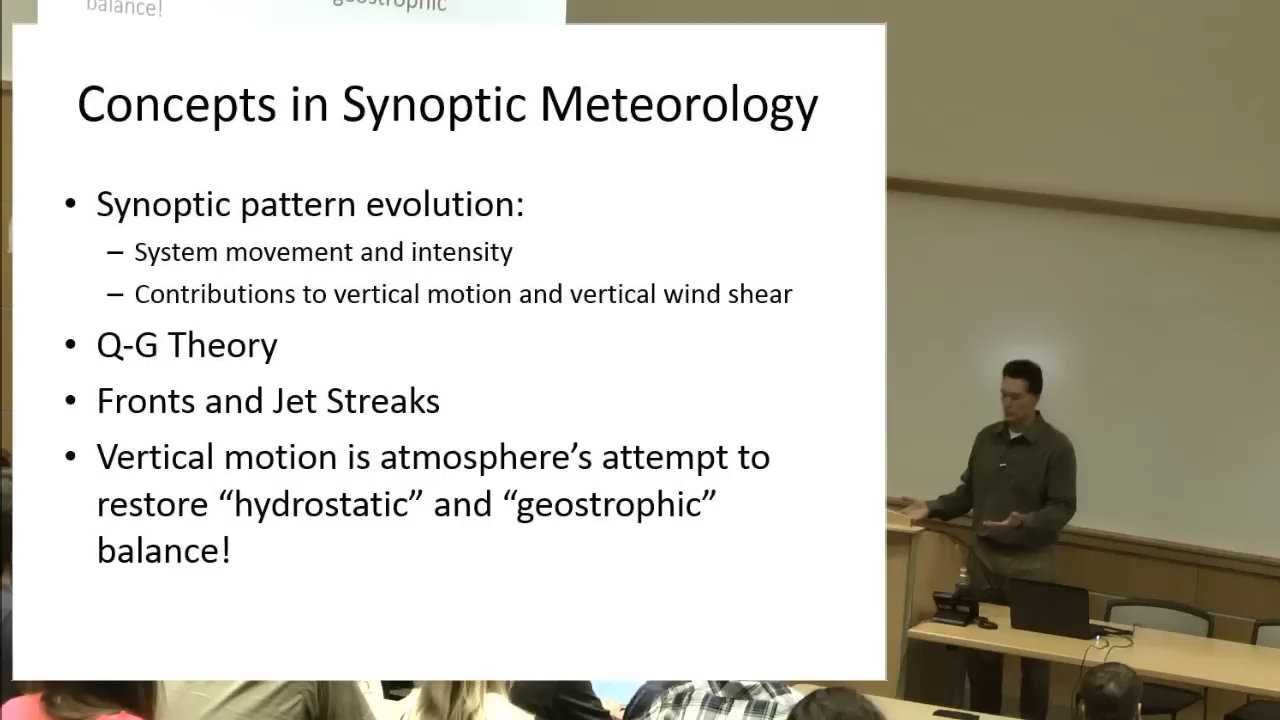 balance!
geostrophic
Concepts in Synoptic Meteorology
• Synoptic pattern evolution:
– System movement and intensity
– Contributions to vertical motion and vertical wind shear
• Q-G Theory
• Fronts and Jet Streaks
• Vertical motion is atmosphere’s attempt to
restore “hydrostatic” and “geostrophic”
balance!